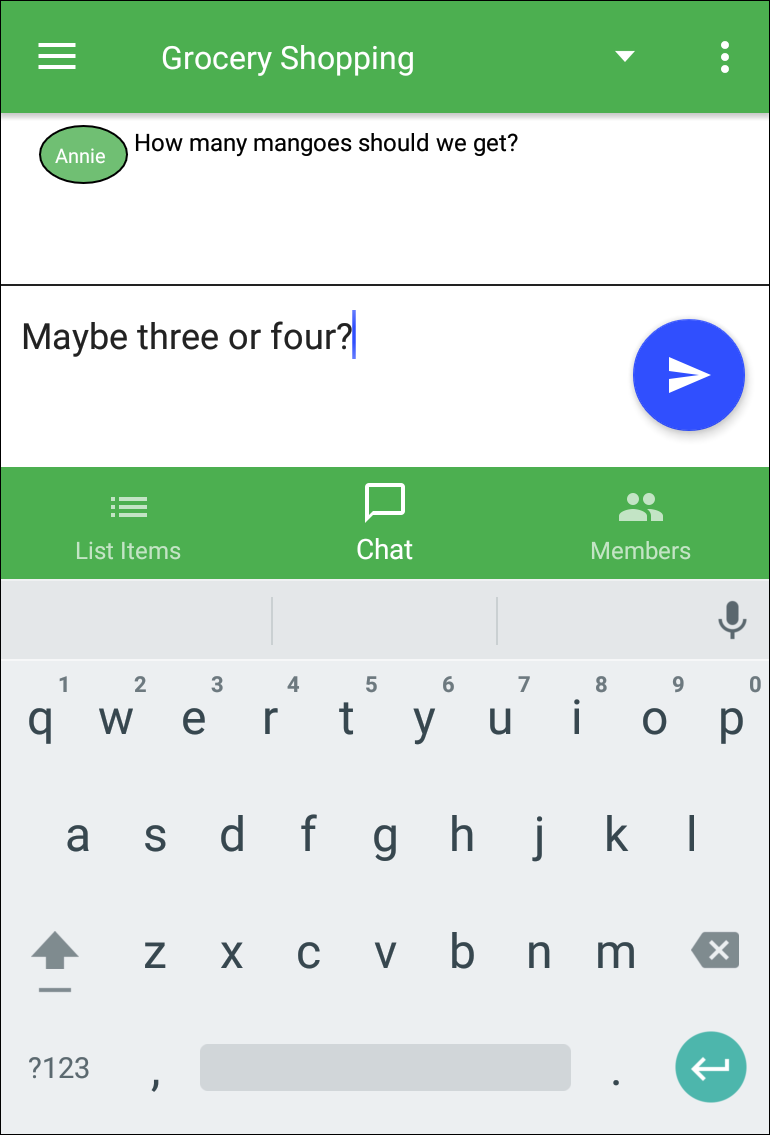 Grocery Shopping
Annie How many mangoes should we get?
Maybe three or four?
List Items Chat Members
1 2 3 4 5 6 7 8 9 0
q w e r t y u i o p
a s d f g h j k l
z x c v b n m
?123 , .